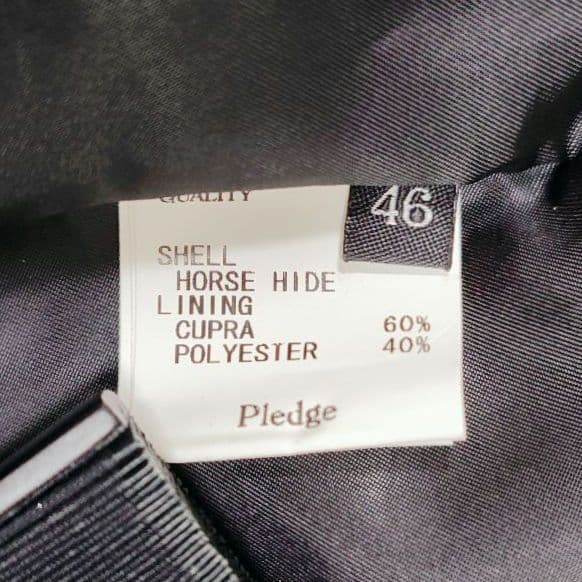 QUALITY
46
SHELL
HORSE HIDE
LINING
CUPRA 60%
POLYESTER 40%
Pledge